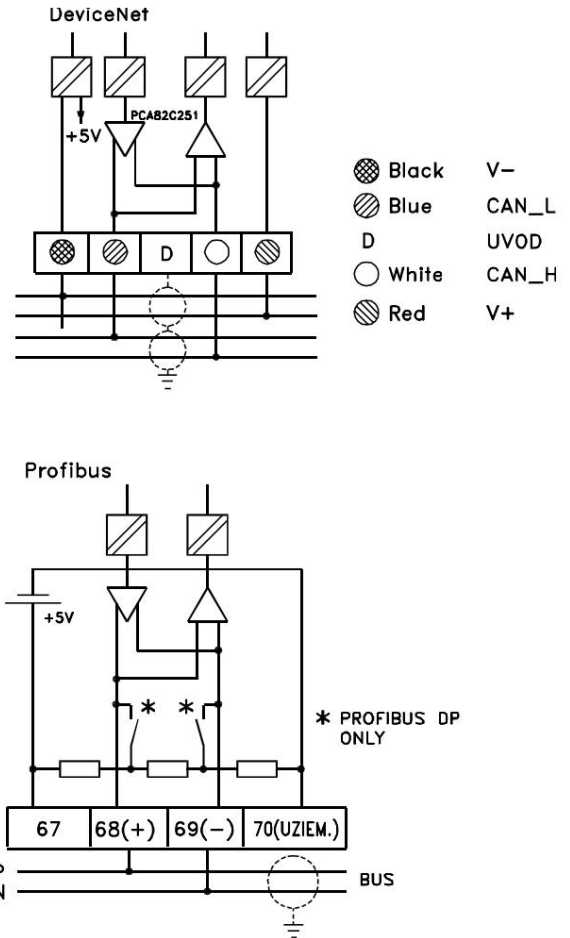 DeviceNet
PCA82C251
+5V
Black V-
Blue CAN_L
D UVOD
White CAN_H
Red V+
D
Profibus
+5V
* *
* PROFIBUS DP
ONLY
67 68(+) 69(-) 70(UZIEM.)
BUS